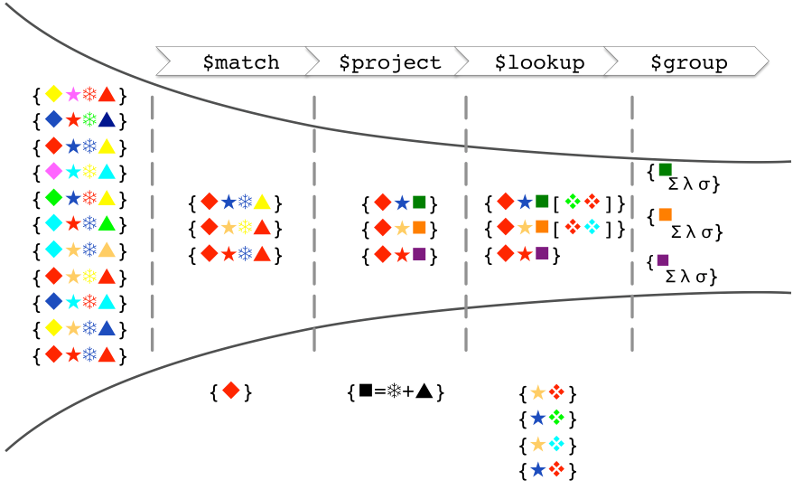 $match $project $lookup $group
{ ◆ ★ ❄ ▲ }
{ ◆ ★ ❄ ▲ }
{ ◆ ★ ❄ ▲ }
{ ◆ ★ ❄ ▲ }
{ ◆ ★ ❄ ▲ }
{ ◆ ★ ❄ ▲ }
{ ◆ ★ ❄ ▲ }
{ ◆ ★ ❄ ▲ }
{ ◆ ★ ❄ ▲ }
{ ◆ ★ ❄ ▲ }
{ ◆ ★ ❄ ▲ }
{ ◆ ★ ❄ ▲ }
{ ◆ ★ ❄ ▲ }
{ ◆ ★ ❄ ▲ }
{ ◆ ★ ■ }
{ ◆ ★ ■ }
{ ◆ ★ ■ }
{ ◆ ★ ■ [ ❖ ❖ ] }
{ ◆ ★ ■ [ ❖ ❖ ] }
{ ◆ ★ ■ }
{ ■
Σ λ σ}
{ ■
Σ λ σ}
{ ■
Σ λ σ}
{ ◆ }
{ ■=❄+▲ }
{ ★ ❖ }
{ ★ ❖ }
{ ★ ❖ }
{ ★ ❖ }